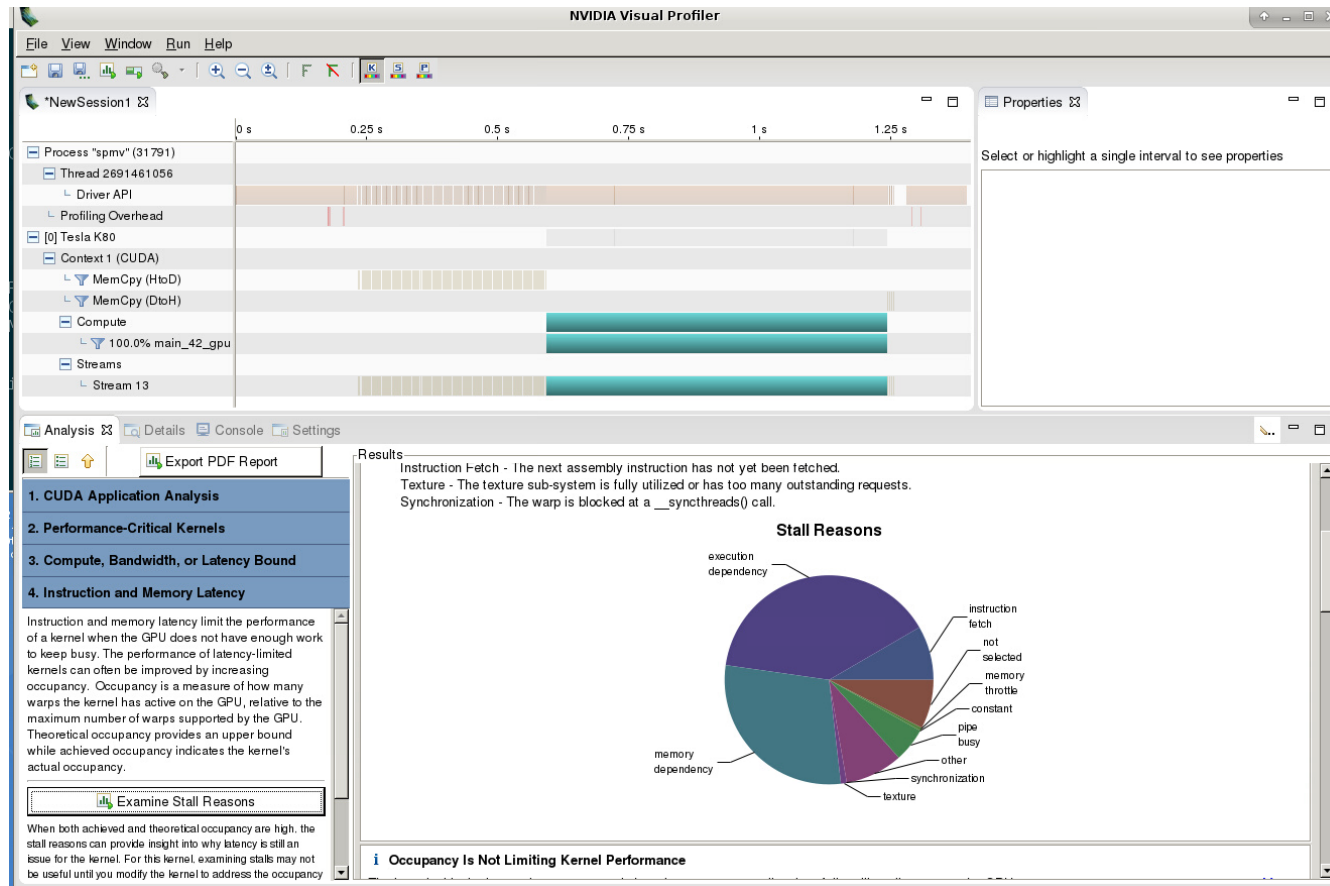 NVIDIA Visual Profiler
File View Window Run Help
*NewSession1
Properties
0 s 0.25 s 0.5 s 0.75 s 1 s 1.25 s
Process "spmv" (31791)
Thread 2691461056
Driver API
Profiling Overhead
[0] Tesla K80
Context 1 (CUDA)
MemCpy (HtoD)
MemCpy (DtoH)
Compute
100.0% main_42_gpu
Streams
Stream 13
Select or highlight a single interval to see properties
Analysis Details Console Settings
Export PDF Report
1. CUDA Application Analysis
2. Performance-Critical Kernels
3. Compute, Bandwidth, or Latency Bound
4. Instruction and Memory Latency
Instruction and memory latency limit the performance
of a kernel when the GPU does not have enough work
to keep busy. The performance of latency-limited
kernels can often be improved by increasing
occupancy. Occupancy is a measure of how many
warps the kernel has active on the GPU, relative to the
maximum number of warps supported by the GPU.
Theoretical occupancy provides an upper bound
while achieved occupancy indicates the kernel's
actual occupancy.
Examine Stall Reasons
When both achieved and theoretical occupancy are high, the
stall reasons can provide insight into why latency is still an
issue for the kernel. For this kernel, examining stalls may not
be useful until you modify the kernel to address the occupancy
Results
Instruction Fetch - The next assembly instruction has not yet been fetched.
Texture - The texture sub-system is fully utilized or has too many outstanding requests.
Synchronization - The warp is blocked at a __syncthreads() call.
Stall Reasons
execution
dependency
instruction
fetch
not
selected
memory
throttle
constant
pipe
busy
other
synchronization
texture
memory
dependency
i Occupancy Is Not Limiting Kernel Performance